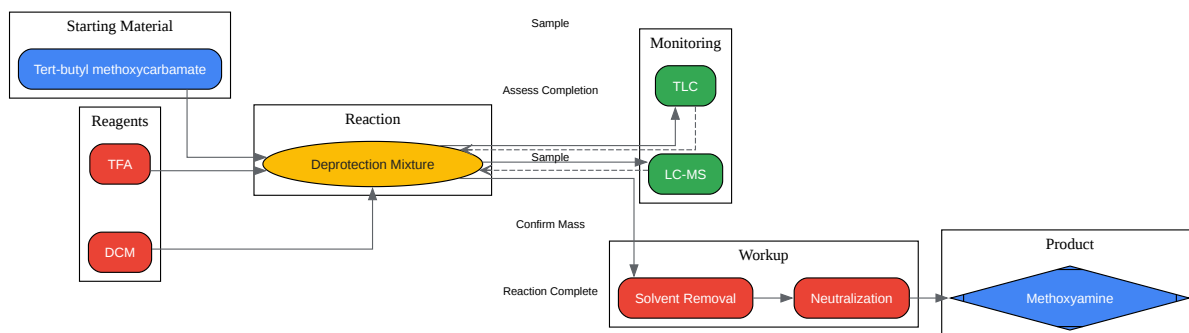 Starting Material
Tert-butyl methoxycarbamate
Reagents
TFA
DCM
Reaction
Deprotection Mixture
Sample
Assess Completion
Sample
Confirm Mass
Reaction Complete
Monitoring
TLC
LC-MS
Workup
Solvent Removal
Neutralization
Product
Methoxyamine